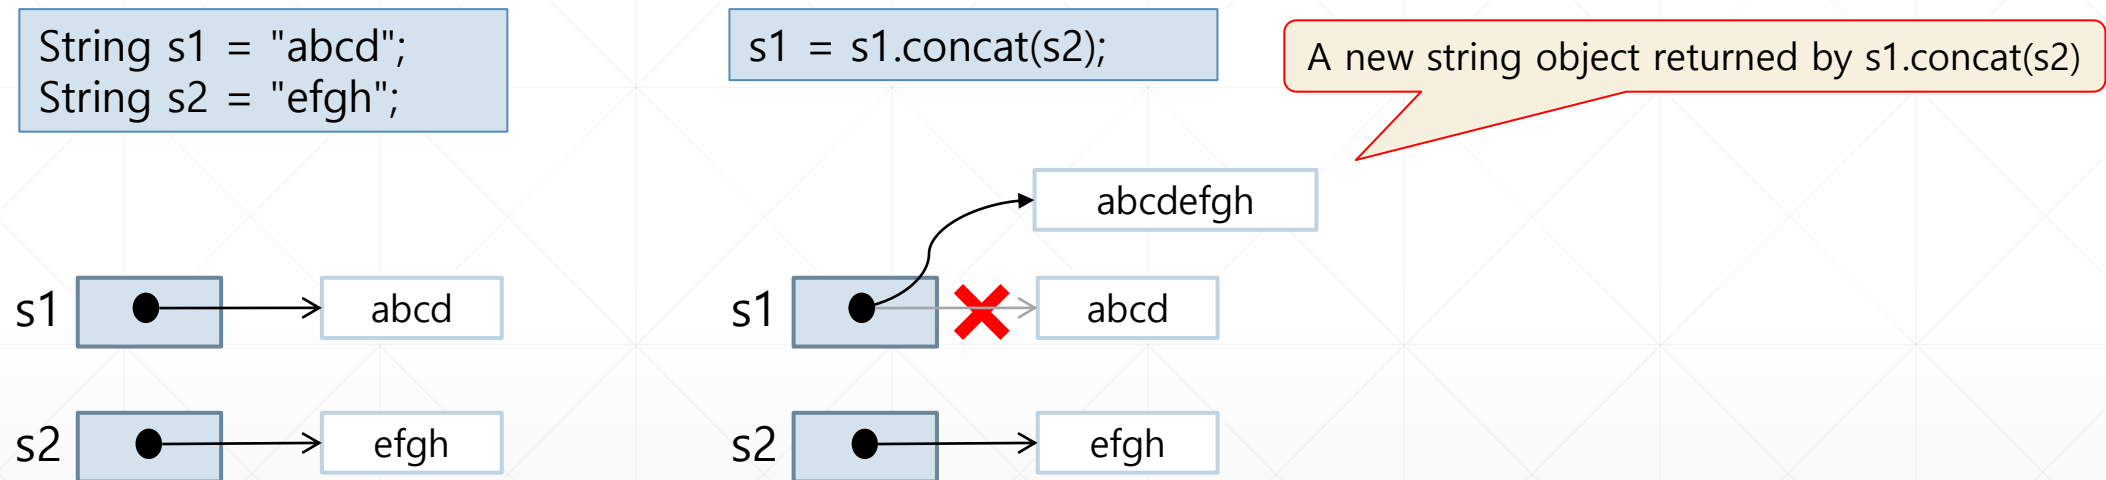 String s1 = "abcd";
String s2 = "efgh";
s1 = s1.concat(s2);
A new string object returned by s1.concat(s2)
abcdefgh
s1
abcd
s1
abcd
s2
efgh
s2
efgh